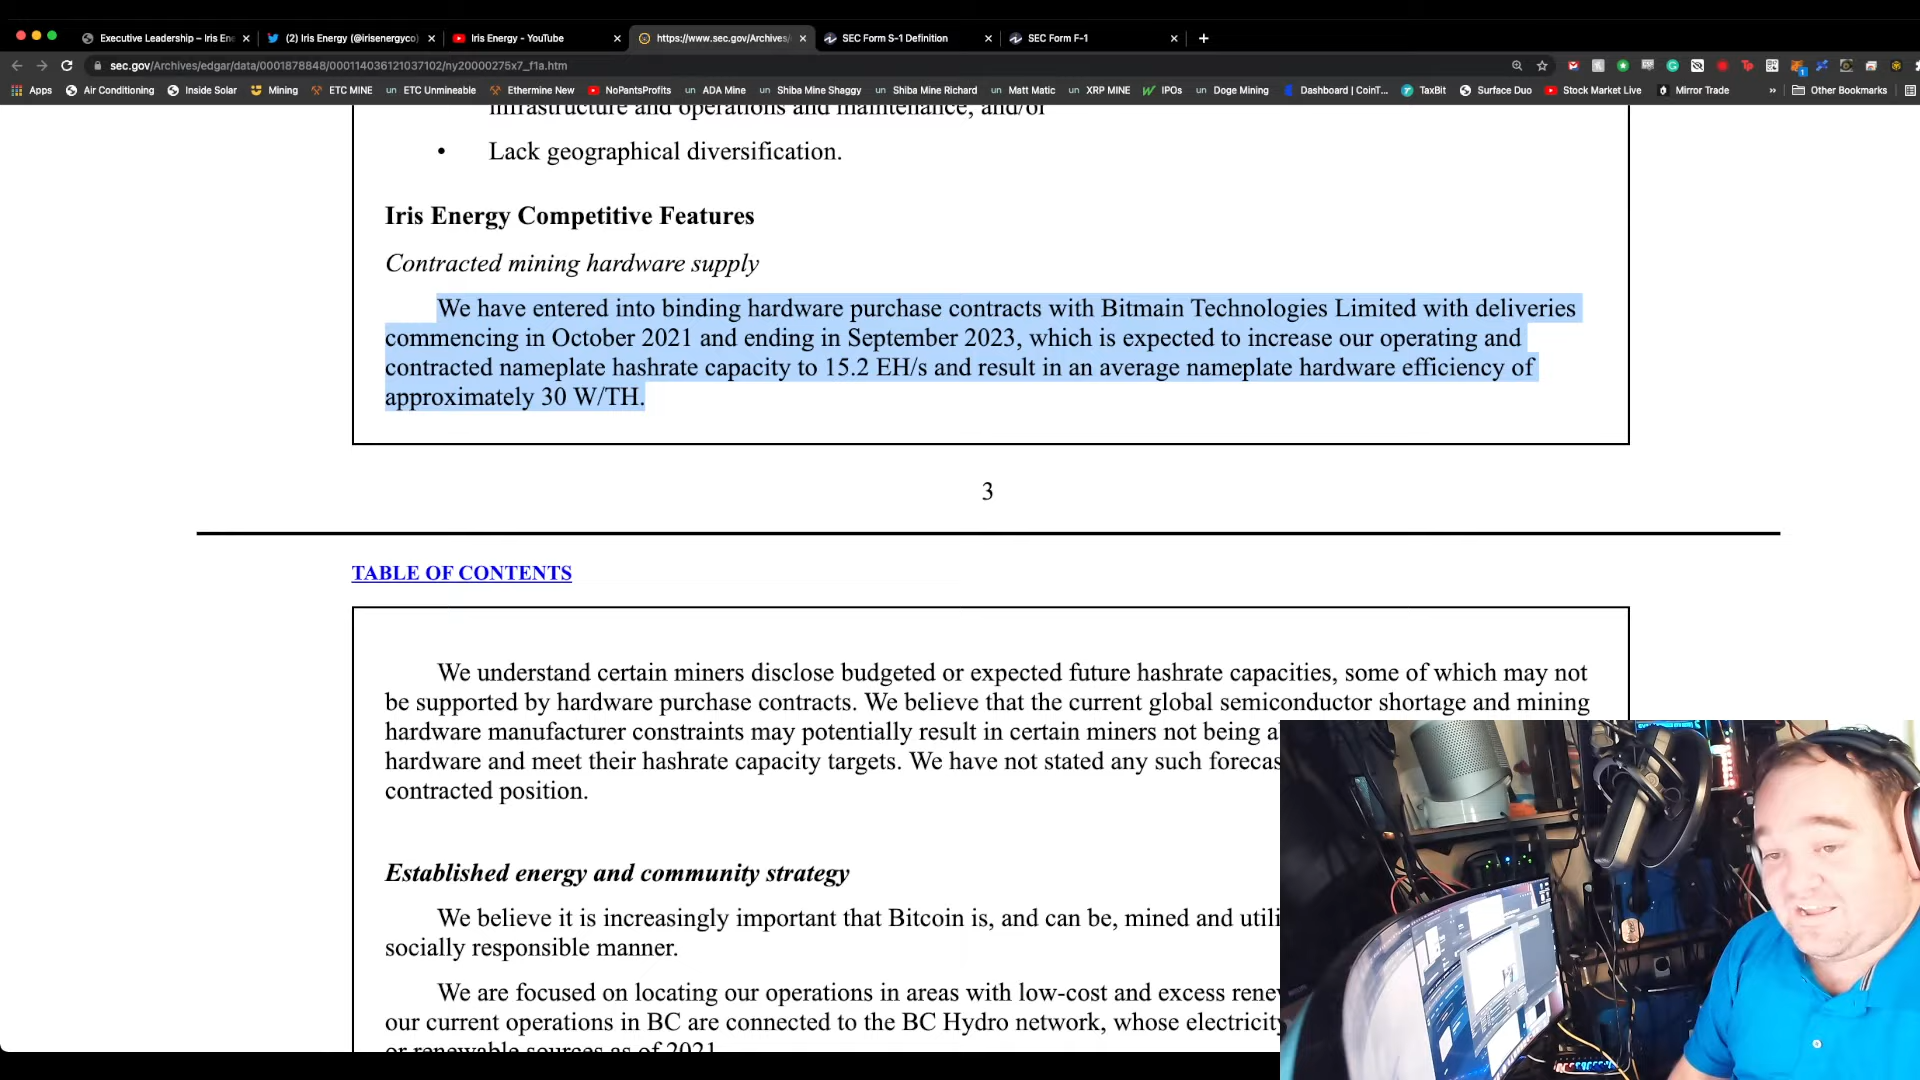 Executive Leadership – Iris En
(2) Iris Energy (@irisenergyco)
Iris Energy - YouTube
https://www.sec.gov/Archives/
SEC Form S-1 Definition
SEC Form F-1
sec.gov/Archives/edgar/data/0001878848/000114036121037102/ny20000275x7_f1a.htm
Apps Air Conditioning Inside Solar Mining ETC MINE ETC Unmineable Ethermine New NoPantsProfits ADA Mine Shiba Mine Shaggy Shiba Mine Richard Matt Matic XRP MINE IPOs Doge Mining Dashboard | CoinT... TaxBit Surface Duo Stock Market Live Mirror Trade » Other Bookmarks
infrastructure and operations and maintenance; and/or
• Lack geographical diversification.
Iris Energy Competitive Features
Contracted mining hardware supply
We have entered into binding hardware purchase contracts with Bitmain Technologies Limited with deliveries
commencing in October 2021 and ending in September 2023, which is expected to increase our operating and
contracted nameplate hashrate capacity to 15.2 EH/s and result in an average nameplate hardware efficiency of
approximately 30 W/TH.
3
TABLE OF CONTENTS
We understand certain miners disclose budgeted or expected future hashrate capacities, some of which may not
be supported by hardware purchase contracts. We believe that the current global semiconductor shortage and mining
hardware manufacturer constraints may potentially result in certain miners not being a
hardware and meet their hashrate capacity targets. We have not stated any such forecas
contracted position.
Established energy and community strategy
We believe it is increasingly important that Bitcoin is, and can be, mined and utili
socially responsible manner.
We are focused on locating our operations in areas with low-cost and excess rene
our current operations in BC are connected to the BC Hydro network, whose electricity
or renewable sources as of 2021.